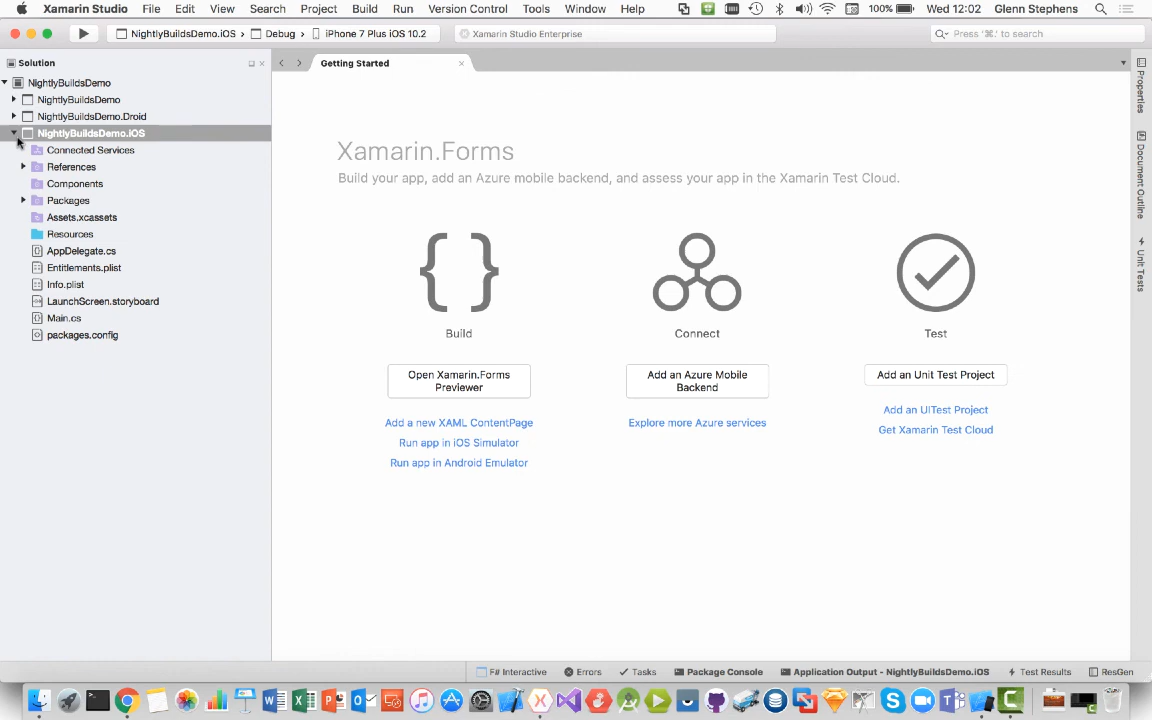 Xamarin Studio File Edit View Search Project Build Run Version Control Tools Window Help 100% Wed 12:02 Glenn Stephens
NightlyBuildsDemo.iOS > Debug > iPhone 7 Plus iOS 10.2 Xamarin Studio Enterprise Press '⌘.' to search
Solution
Getting Started
NightlyBuildsDemo
NightlyBuildsDemo
NightlyBuildsDemo.Droid
NightlyBuildsDemo.iOS
Connected Services
References
Components
Packages
Assets.xcassets
Resources
AppDelegate.cs
Entitlements.plist
Info.plist
LaunchScreen.storyboard
Main.cs
packages.config
Xamarin.Forms
Build your app, add an Azure mobile backend, and assess your app in the Xamarin Test Cloud.
Build
Open Xamarin.Forms
Previewer
Add a new XAML ContentPage
Run app in iOS Simulator
Run app in Android Emulator
Connect
Add an Azure Mobile
Backend
Explore more Azure services
Test
Add an Unit Test Project
Add an UITest Project
Get Xamarin Test Cloud
Properties
Document Outline
Unit Tests
F# Interactive Errors Tasks Package Console Application Output - NightlyBuildsDemo.iOS Test Results ResGen